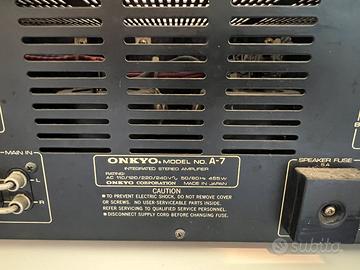 MAIN IN
L
R
ONKYO® MODEL NO. A-7
INTEGRATED STEREO AMPLIFIER
RATING:
AC 110/120/220/240V∿ 50/60Hz 455W
ONKYO CORPORATION MADE IN JAPAN
CAUTION
● TO PREVENT ELECTRIC SHOCK, DO NOT REMOVE COVER
OR SCREWS. NO USER-SERVICEABLE PARTS INSIDE.
REFER SERVICING TO QUALIFIED SERVICE PERSONNEL.
● DISCONNECT SUPPLY CORD BEFORE CHANGING FUSE.
SPEAKER FUSE
5A
subito